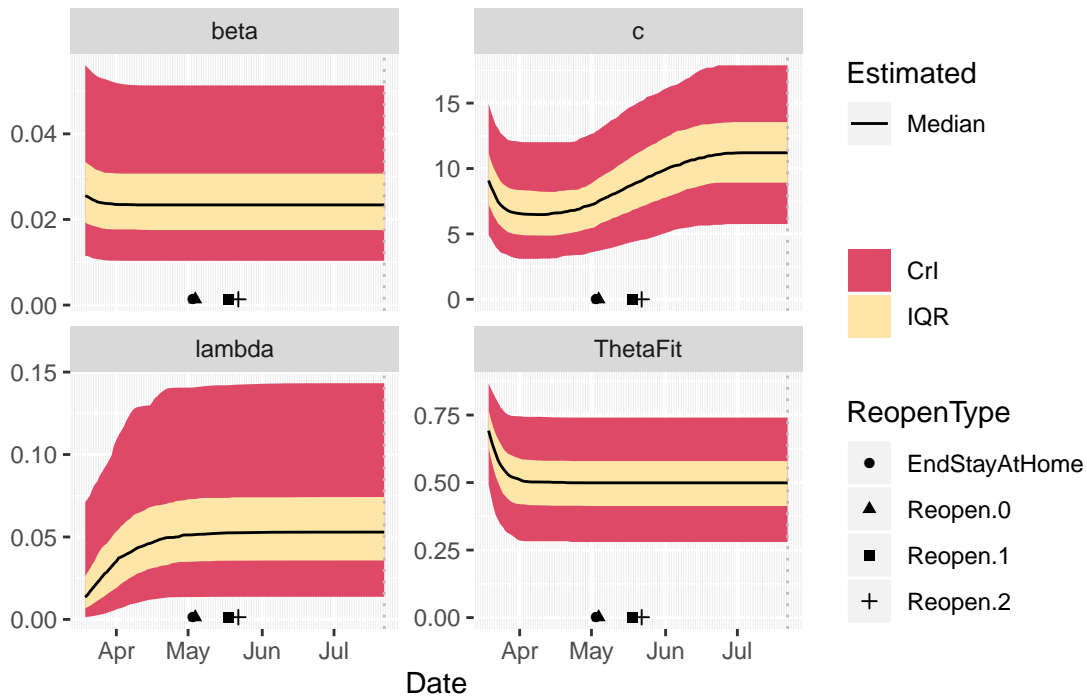 beta
c
0.04
0.02
0.00
15
10
5
0
lambda
ThetaFit
0.15
0.10
0.05
0.00
0.75
0.50
0.25
0.00
Apr May Jun Jul
Apr May Jun Jul
Date
Estimated
Median
CrI
IQR
ReopenType
EndStayAtHome
Reopen.0
Reopen.1
Reopen.2